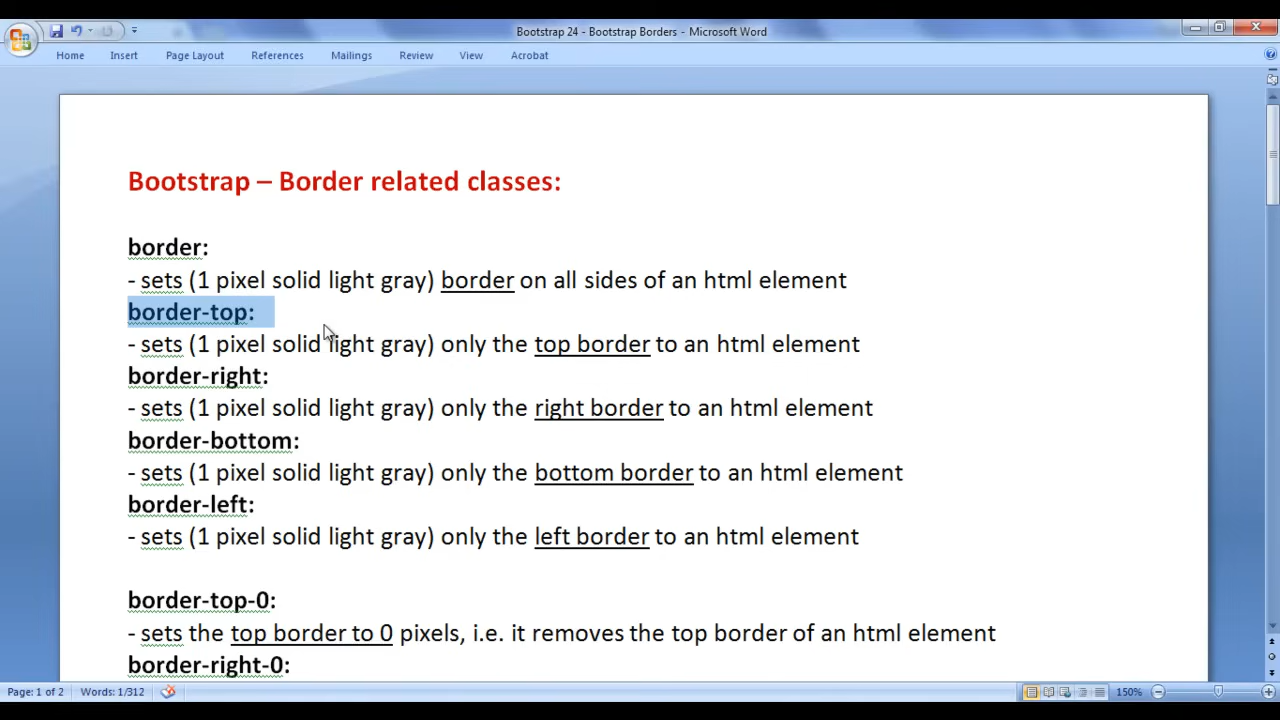 Bootstrap 24 - Bootstrap Borders - Microsoft Word
Home Insert Page Layout References Mailings Review View Acrobat
Bootstrap – Border related classes:
border:
- sets (1 pixel solid light gray) border on all sides of an html element
border-top:
- sets (1 pixel solid light gray) only the top border to an html element
border-right:
- sets (1 pixel solid light gray) only the right border to an html element
border-bottom:
- sets (1 pixel solid light gray) only the bottom border to an html element
border-left:
- sets (1 pixel solid light gray) only the left border to an html element
border-top-0:
- sets the top border to 0 pixels, i.e. it removes the top border of an html element
border-right-0:
Page: 1 of 2 Words: 1/312 150%